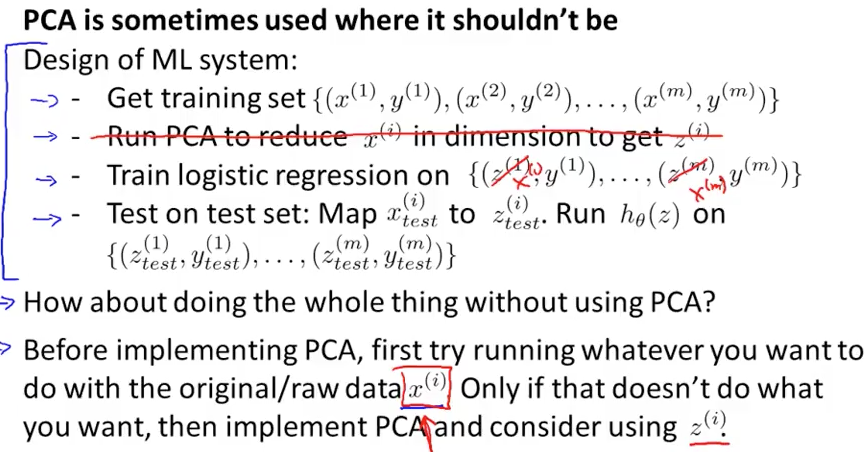 PCA is sometimes used where it shouldn't be
Design of ML system:
- Get training set {(x^{(1)}, y^{(1)}), (x^{(2)}, y^{(2)}), . . . , (x^{(m)}, y^{(m)})}
- Run PCA to reduce x^{(i)} in dimension to get z^{(i)}
- Train logistic regression on {(z^{(1)}, y^{(1)}), . . . , (z^{(m)}, y^{(m)})}
x^{(1)} x^{(m)}
- Test on test set: Map x_{test}^{(i)} to z_{test}^{(i)}. Run h_θ(z) on
{(z_{test}^{(1)}, y_{test}^{(1)}), . . . , (z_{test}^{(m)}, y_{test}^{(m)})}
How about doing the whole thing without using PCA?
Before implementing PCA, first try running whatever you want to
do with the original/raw data x^{(i)} Only if that doesn't do what
you want, then implement PCA and consider using z^{(i)}.